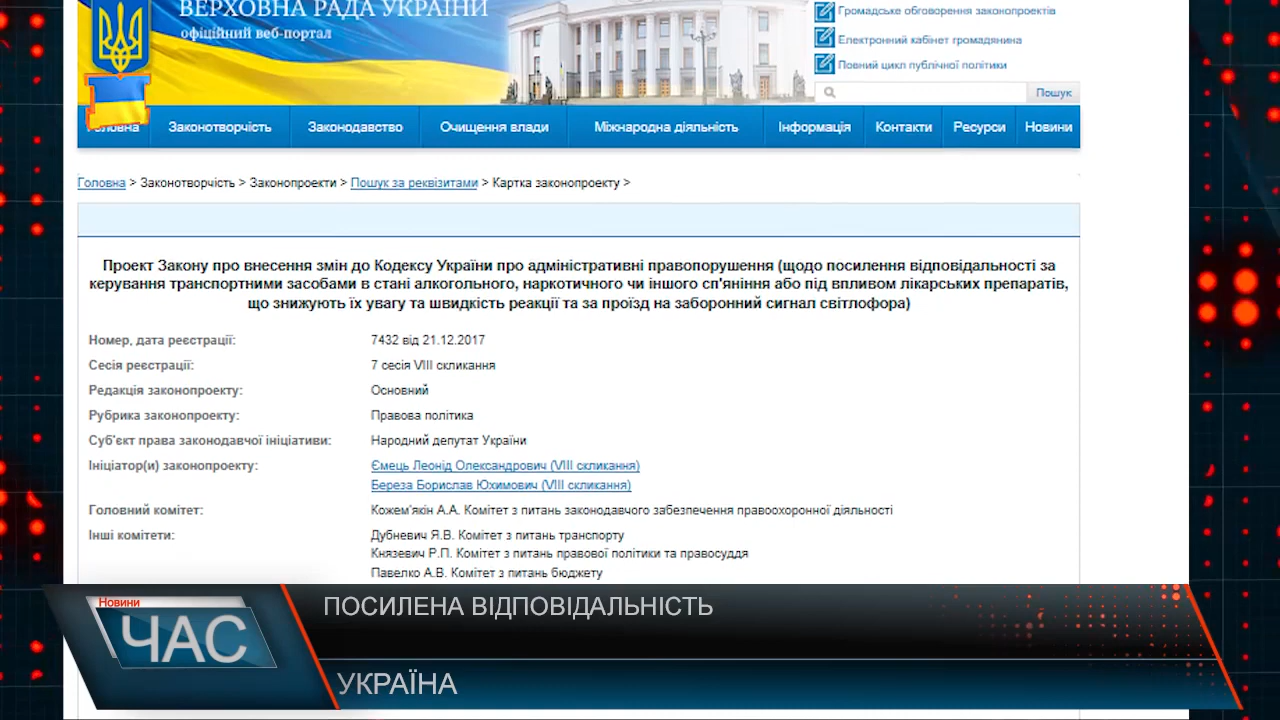 ВЕРХОВНА РАДА УКРАЇНИ
офіційний веб-портал
Громадське обговорення законопроектів
Електронний кабінет громадянина
Повний цикл публічної політики
Пошук
Головна Законотворчість Законодавство Очищення влади Міжнародна діяльність Інформація Контакти Ресурси Новини
Головна > Законотворчість > Законопроекти > Пошук за реквізитами > Картка законопроекту >
Проект Закону про внесення змін до Кодексу України про адміністративні правопорушення (щодо посилення відповідальності за
керування транспортними засобами в стані алкогольного, наркотичного чи іншого сп'яніння або під впливом лікарських препаратів,
що знижують їх увагу та швидкість реакції та за проїзд на заборонний сигнал світлофора)
Номер, дата реєстрації: 7432 від 21.12.2017
Сесія реєстрації: 7 сесія VIII скликання
Редакція законопроекту: Основний
Рубрика законопроекту: Правова політика
Суб'єкт права законодавчої ініціативи: Народний депутат України
Ініціатор(и) законопроекту: Ємець Леонід Олександрович (VIII скликання)
Береза Борислав Юхимович (VIII скликання)
Головний комітет: Кожем'якін А.А. Комітет з питань законодавчого забезпечення правоохоронної діяльності
Інші комітети: Дубневич Я.В. Комітет з питань транспорту
Князевич Р.П. Комітет з питань правової політики та правосуддя
Павелко А.В. Комітет з питань бюджету
Новини
ЧАС
ПОСИЛЕНА ВІДПОВІДАЛЬНІСТЬ
УКРАЇНА